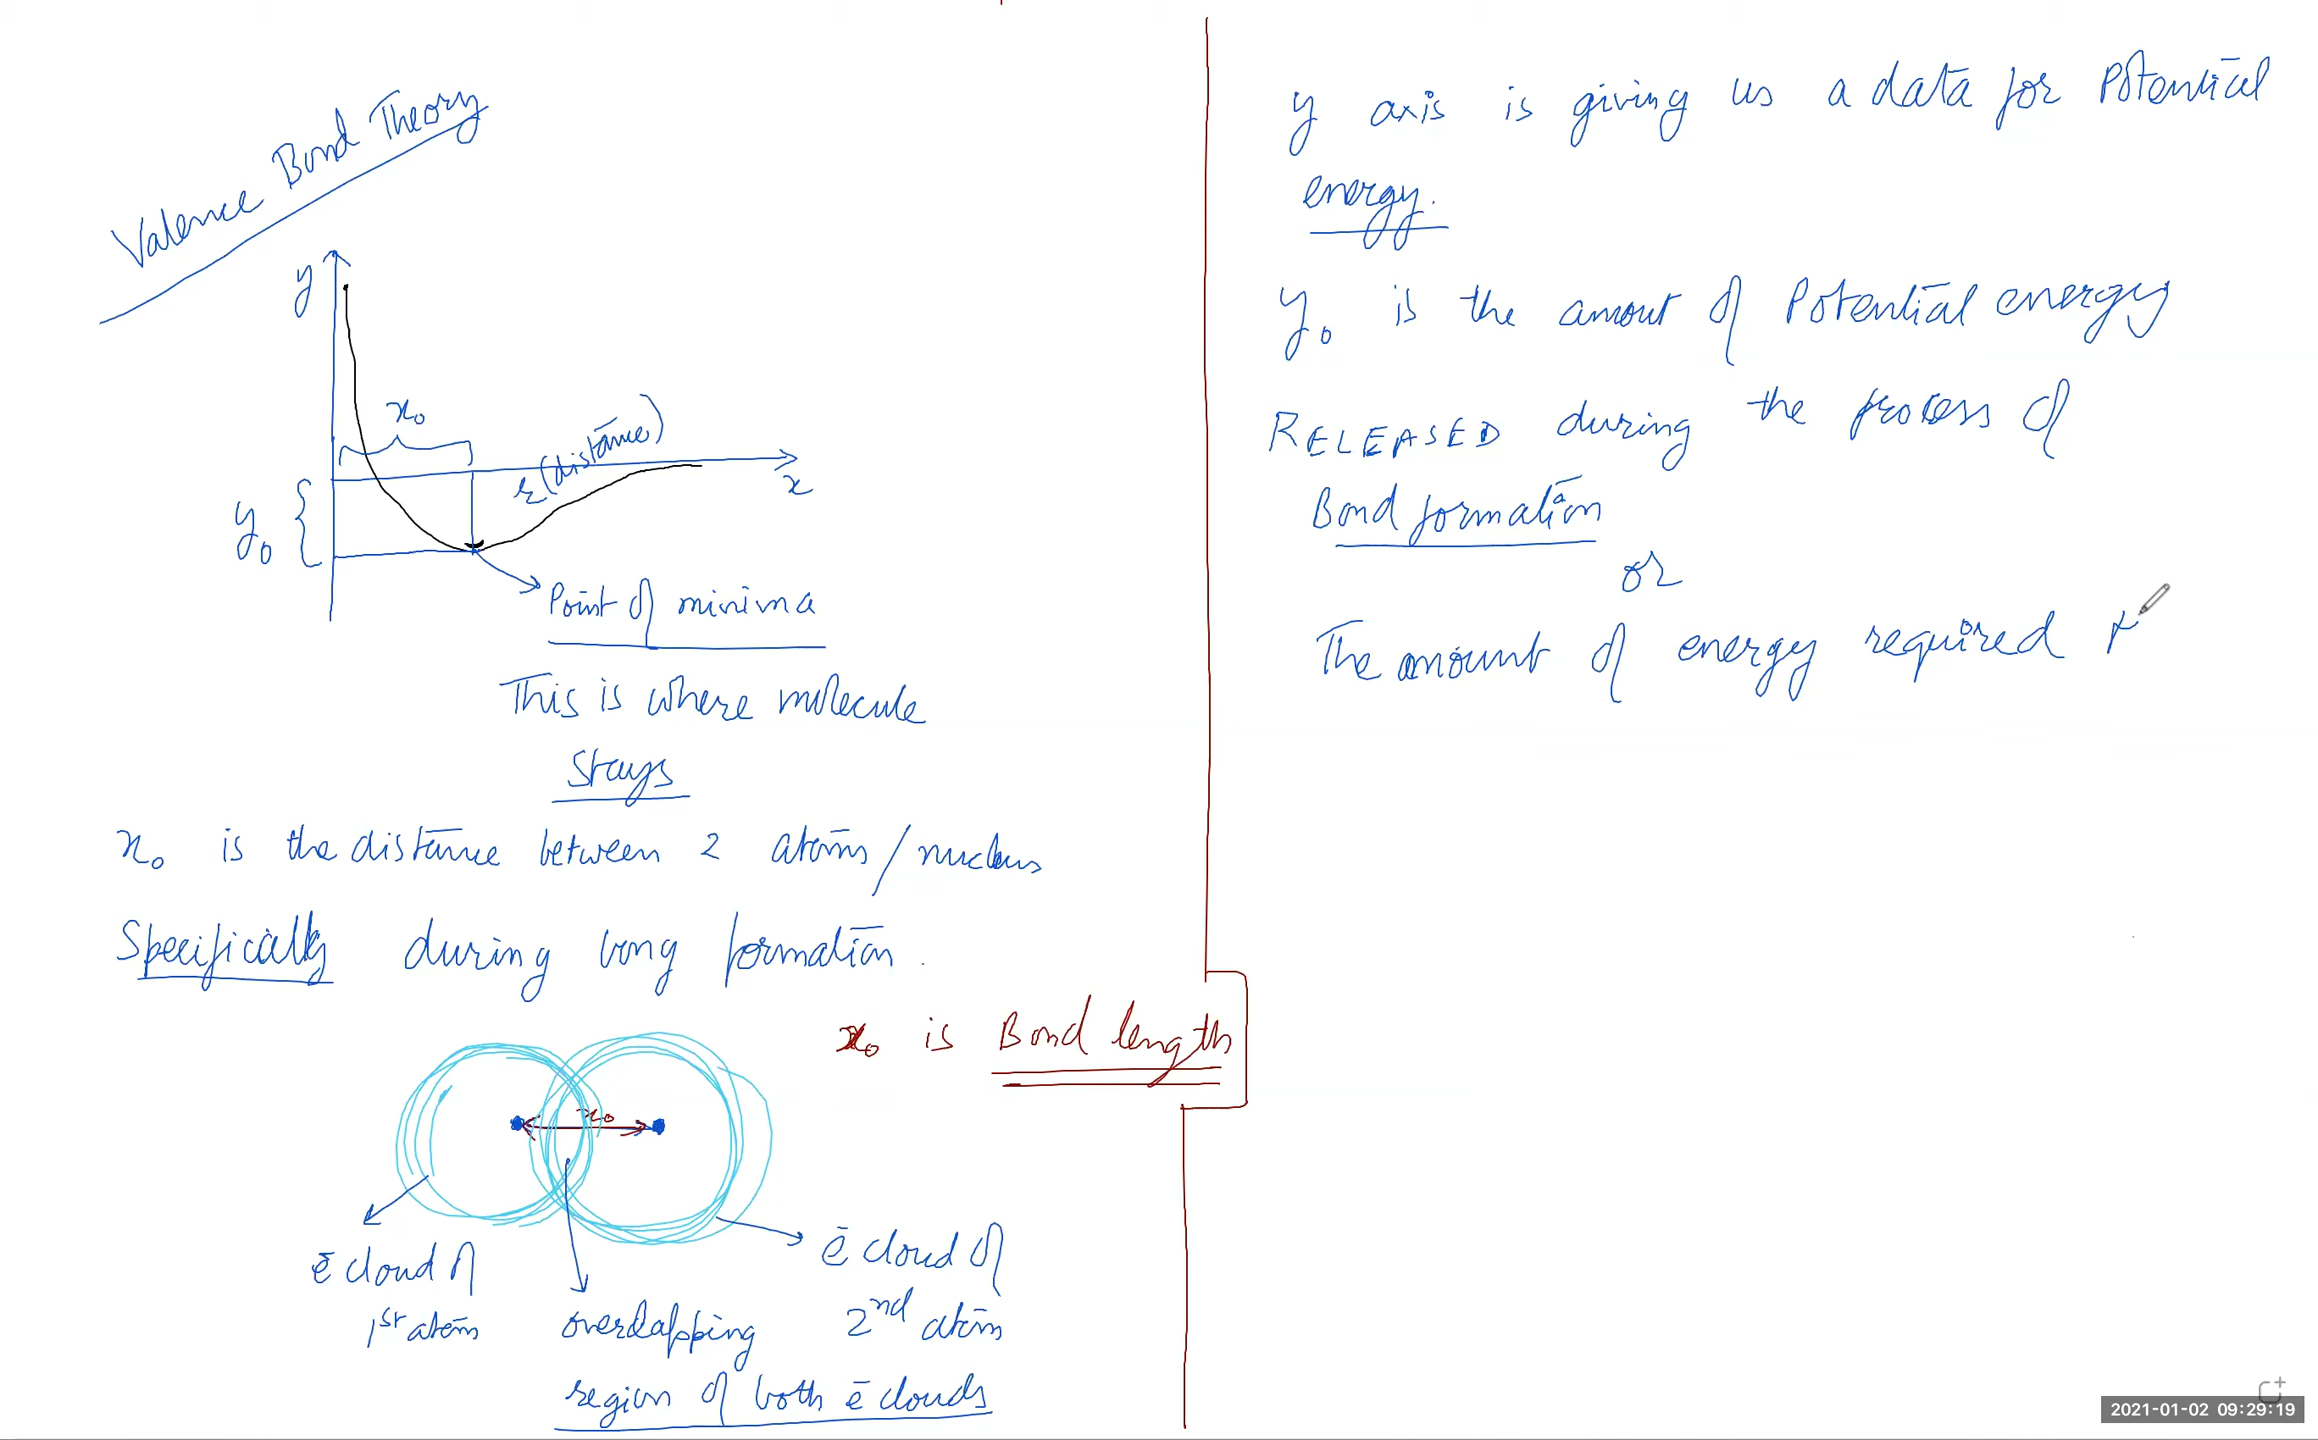 Valence Bond Theory
y
x₀
r (distance)
x
y₀
Point of minima
This is where molecule
stays
x₀ is the distance between 2 atoms/nucleus
Specifically during bong formation.
x₀ is Bond length
x₀
ē cloud of
1st atom
overlapping
region of both ē clouds
ē cloud of
2nd atom
y axis is giving us a data for Potential
energy.
y₀ is the amout of Potential energy
RELEASED during the process of
Bond formation
or
The amount of energy required
2021-01-02 09:29:19